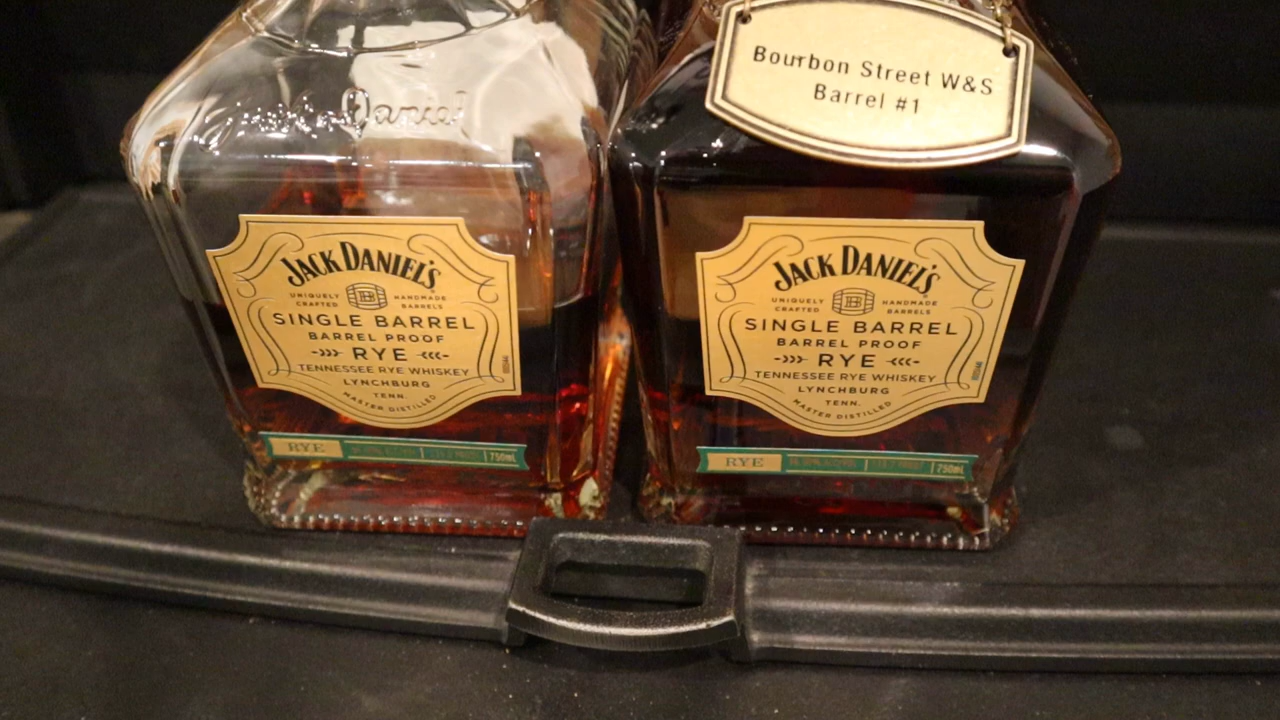 Daniel
JACK DANIEL'S
UNIQUELY CRAFTED
HANDMADE BARRELS
SINGLE BARREL
BARREL PROOF
RYE
TENNESSEE RYE WHISKEY
LYNCHBURG
TENN.
MASTER DISTILLED
RYE 750mL
Bourbon Street W&S
Barrel #1
JACK DANIEL'S
UNIQUELY CRAFTED
HANDMADE BARRELS
SINGLE BARREL
BARREL PROOF
RYE
TENNESSEE RYE WHISKEY
LYNCHBURG
TENN.
MASTER DISTILLED
RYE 750mL